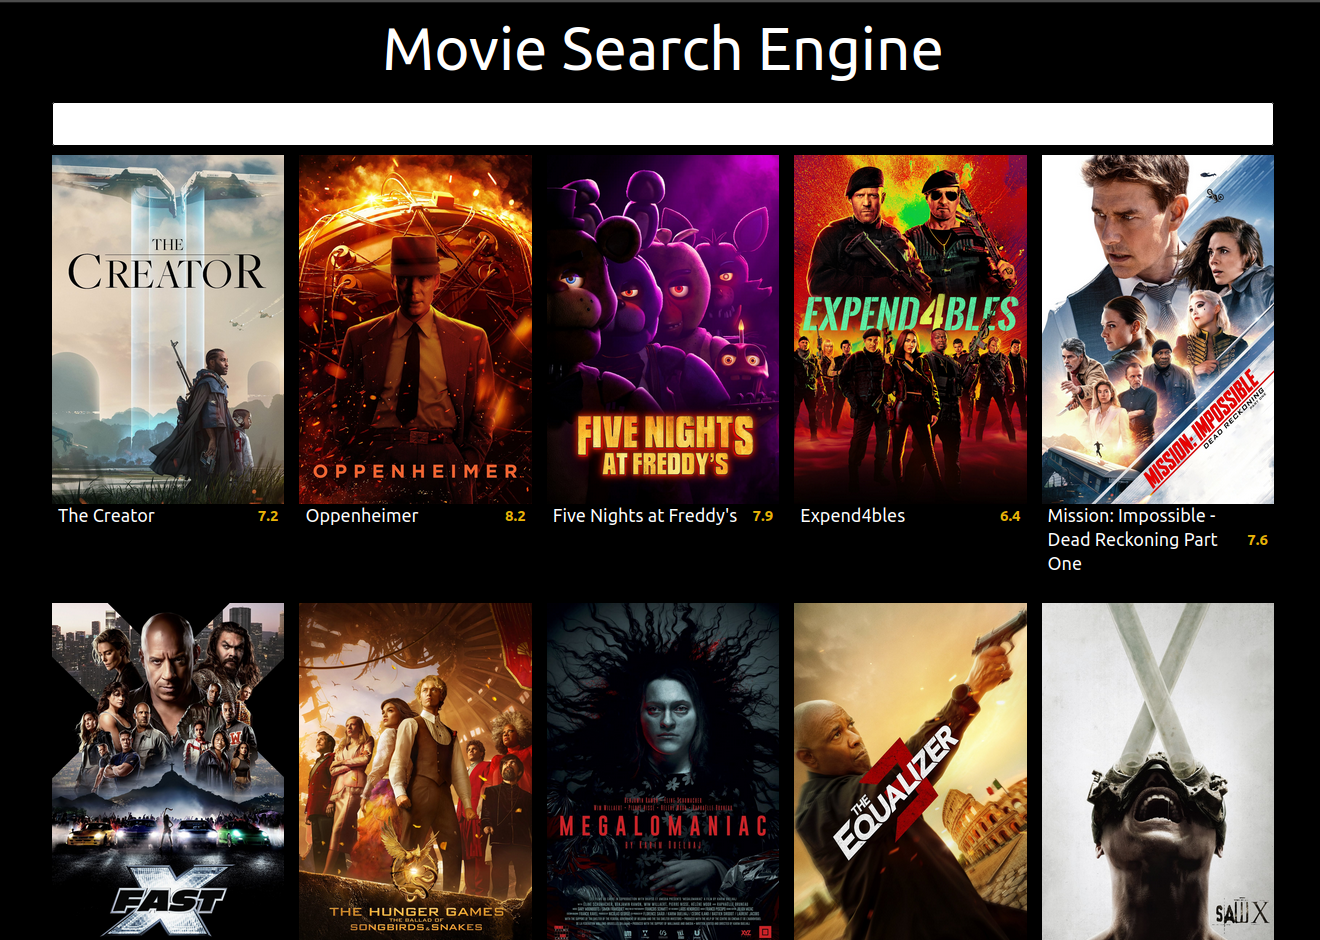 Movie Search Engine
THE
CREATOR
OPPENHEIMER
FIVE NIGHTS
AT FREDDY'S
EXPEND4BLES
MISSION: IMPOSSIBLE
DEAD RECKONING
PART ONE
The Creator 7.2
Oppenheimer 8.2
Five Nights at Freddy's 7.9
Expend4bles 6.4
Mission: Impossible -
Dead Reckoning Part 7.6
One
FAST X
THE HUNGER GAMES
THE BALLAD OF
SONGBIRDS & SNAKES
MEGALOMANIAC
THE
EQUALIZER
3
SAW X